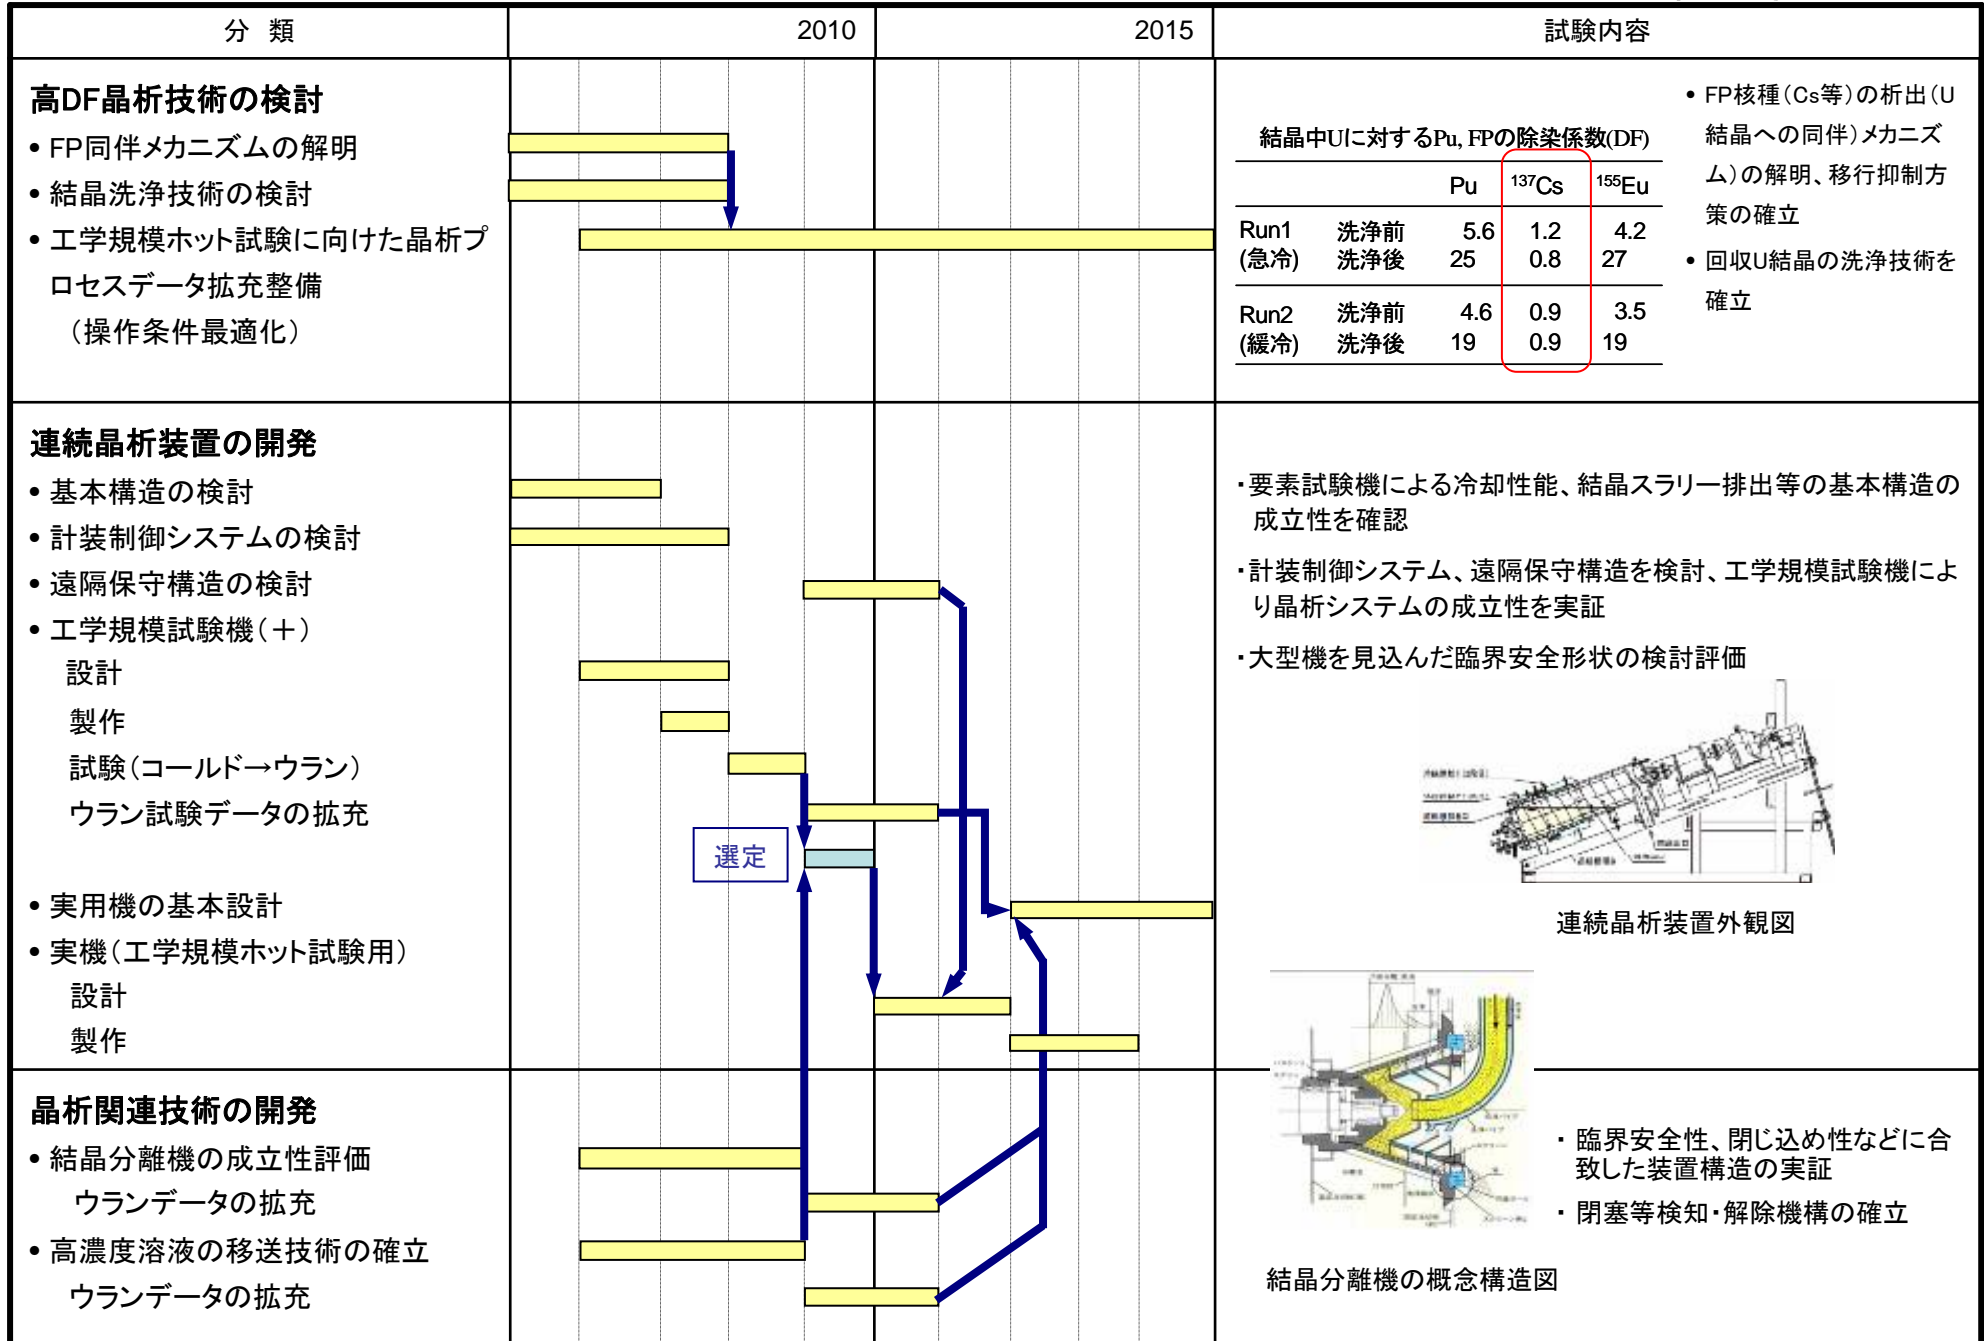 分 類
2010
2015
試験内容
高DF晶析技術の検討
• FP同伴メカニズムの解明
• 結晶洗浄技術の検討
• 工学規模ホット試験に向けた晶析プ
ロセスデータ拡充整備
（操作条件最適化）
結晶中Uに対するPu, FPの除染係数(DF)
Pu 137Cs 155Eu
Run1 洗浄前 5.6 1.2 4.2
(急冷) 洗浄後 25 0.8 27
Run2 洗浄前 4.6 0.9 3.5
(緩冷) 洗浄後 19 0.9 19
• FP核種（Cs等）の析出（U
結晶への同伴）メカニズ
ム）の解明、移行抑制方
策の確立
• 回収U結晶の洗浄技術を
確立
連続晶析装置の開発
• 基本構造の検討
• 計装制御システムの検討
• 遠隔保守構造の検討
• 工学規模試験機（＋）
設計
製作
試験（コールド→ウラン）
ウラン試験データの拡充
選定
• 実用機の基本設計
• 実機（工学規模ホット試験用）
設計
製作
・要素試験機による冷却性能、結晶スラリー排出等の基本構造の
成立性を確認
・計装制御システム、遠隔保守構造を検討、工学規模試験機によ
り晶析システムの成立性を実証
・大型機を見込んだ臨界安全形状の検討評価
連続晶析装置外観図
晶析関連技術の開発
• 結晶分離機の成立性評価
ウランデータの拡充
• 高濃度溶液の移送技術の確立
ウランデータの拡充
・ 臨界安全性、閉じ込め性などに合
致した装置構造の実証
・ 閉塞等検知・解除機構の確立
結晶分離機の概念構造図